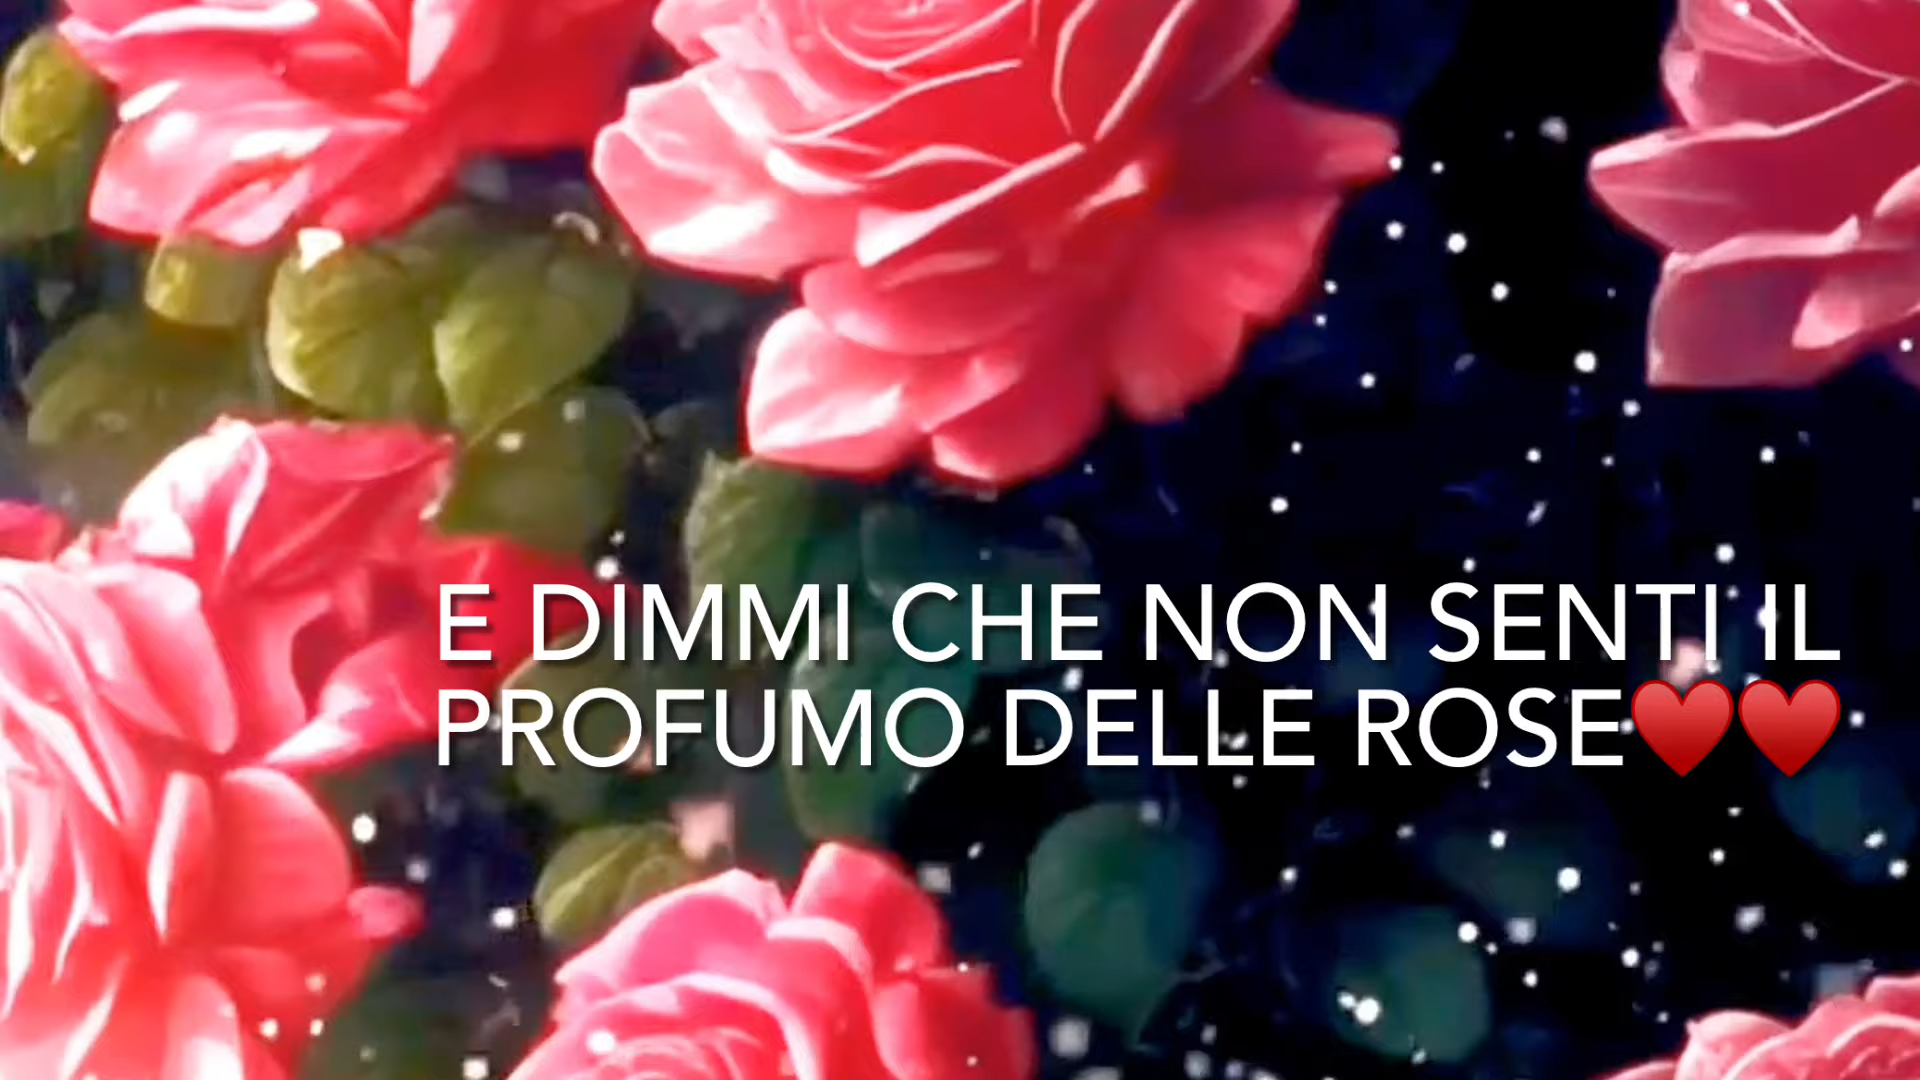 E DIMMI CHE NON SENTI IL
PROFUMO DELLE ROSE♥️♥️